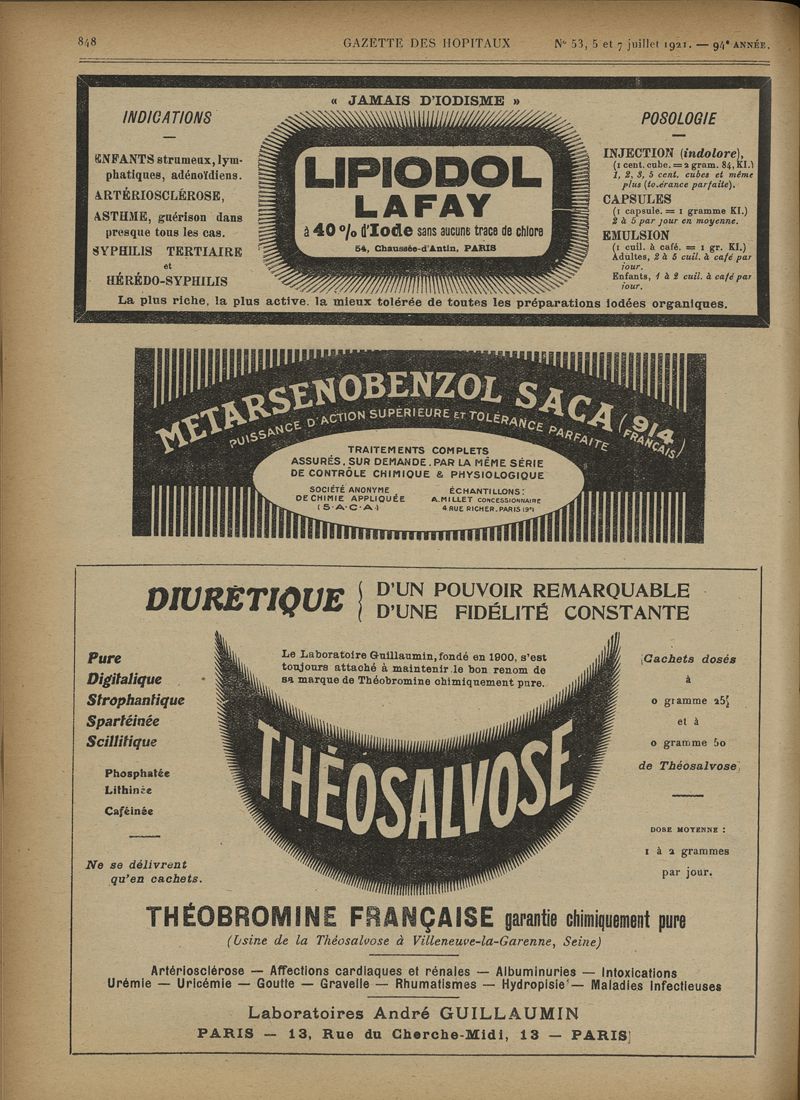 848 GAZETTE DES HOPITAUX N° 53, 5 et 7 juillet 1921. — 94e ANNÉE.
« JAMAIS D'IODISME »
INDICATIONS
—
ENFANTS strumeux, lym-
phatiques, adénoïdiens.
ARTÉRIOSCLÉROSE,
ASTHME, guérison dans
presque tous les cas.
SYPHILIS TERTIAIRE
et
HÉRÉDO-SYPHILIS
LIPIODOL
LAFAY
à 40 % d'Iode sans aucune trace de chlore
54, Chaussée-d'Antin, PARIS
POSOLOGIE
—
INJECTION (indolore),
(1 cent. cube. = 2 gram. 84, KI.)
1, 2, 3, 5 cent. cubes et même
plus (tolérance parfaite).
CAPSULES
(1 capsule. = 1 gramme KI.)
2 à 5 par jour en moyenne.
EMULSION
(1 cuil. à café. = 1 gr. KI.)
Adultes, 2 à 5 cuil. à café par
jour.
Enfants, 1 à 2 cuil. à café par
jour.
La plus riche, la plus active, la mieux tolérée de toutes les préparations iodées organiques.
METARSENOBENZOL SACA (914 FRANÇAIS)
PUISSANCE D'ACTION SUPÉRIEURE ET TOLÉRANCE PARFAITE
TRAITEMENTS COMPLETS
ASSURÉS, SUR DEMANDE, PAR LA MÊME SÉRIE
DE CONTRÔLE CHIMIQUE & PHYSIOLOGIQUE
SOCIÉTÉ ANONYME
DE CHIMIE APPLIQUÉE
(S·A·C·A·)
ÉCHANTILLONS:
A. MILLET CONCESSIONNAIRE
4 RUE RICHER, PARIS (9e)
DIURÉTIQUE { D'UN POUVOIR REMARQUABLE
D'UNE FIDÉLITÉ CONSTANTE
Le Laboratoire Guillaumin, fondé en 1900, s'est
toujours attaché à maintenir le bon renom de
sa marque de Théobromine chimiquement pure.
Pure
Digitalique
Strophantique
Spartéinée
Scillitique
Phosphatée
Lithinée
Caféinée
Ne se délivrent
qu'en cachets.
THÉOSALVOSE
Cachets dosés
à
0 gramme 25
et à
0 gramme 50
de Théosalvose
DOSE MOYENNE :
1 à 2 grammes
par jour.
THÉOBROMINE FRANÇAISE garantie chimiquement pure
(Usine de la Théosalvose à Villeneuve-la-Garenne, Seine)
Artériosclérose — Affections cardiaques et rénales — Albuminuries — Intoxications
Urémie — Uricémie — Goutte — Gravelle — Rhumatismes — Hydropisie — Maladies Infectieuses
Laboratoires André GUILLAUMIN
PARIS — 13, Rue du Cherche-Midi, 13 — PARIS